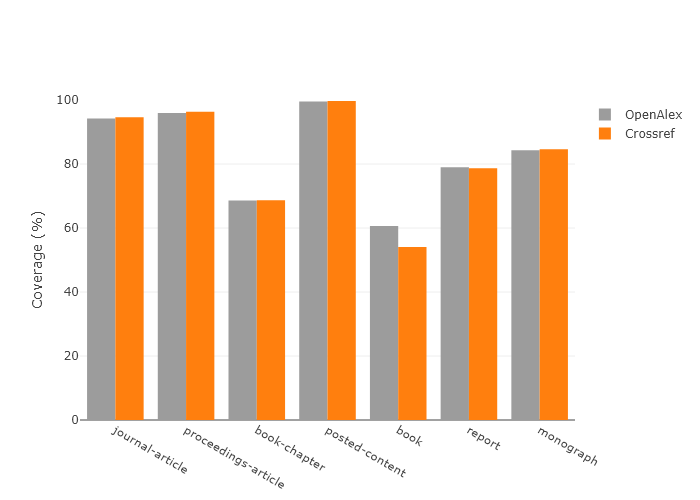 100
80
60
40
20
0
Coverage (%)
journal-article
proceedings-article
book-chapter
posted-content
book
report
monograph
OpenAlex
Crossref